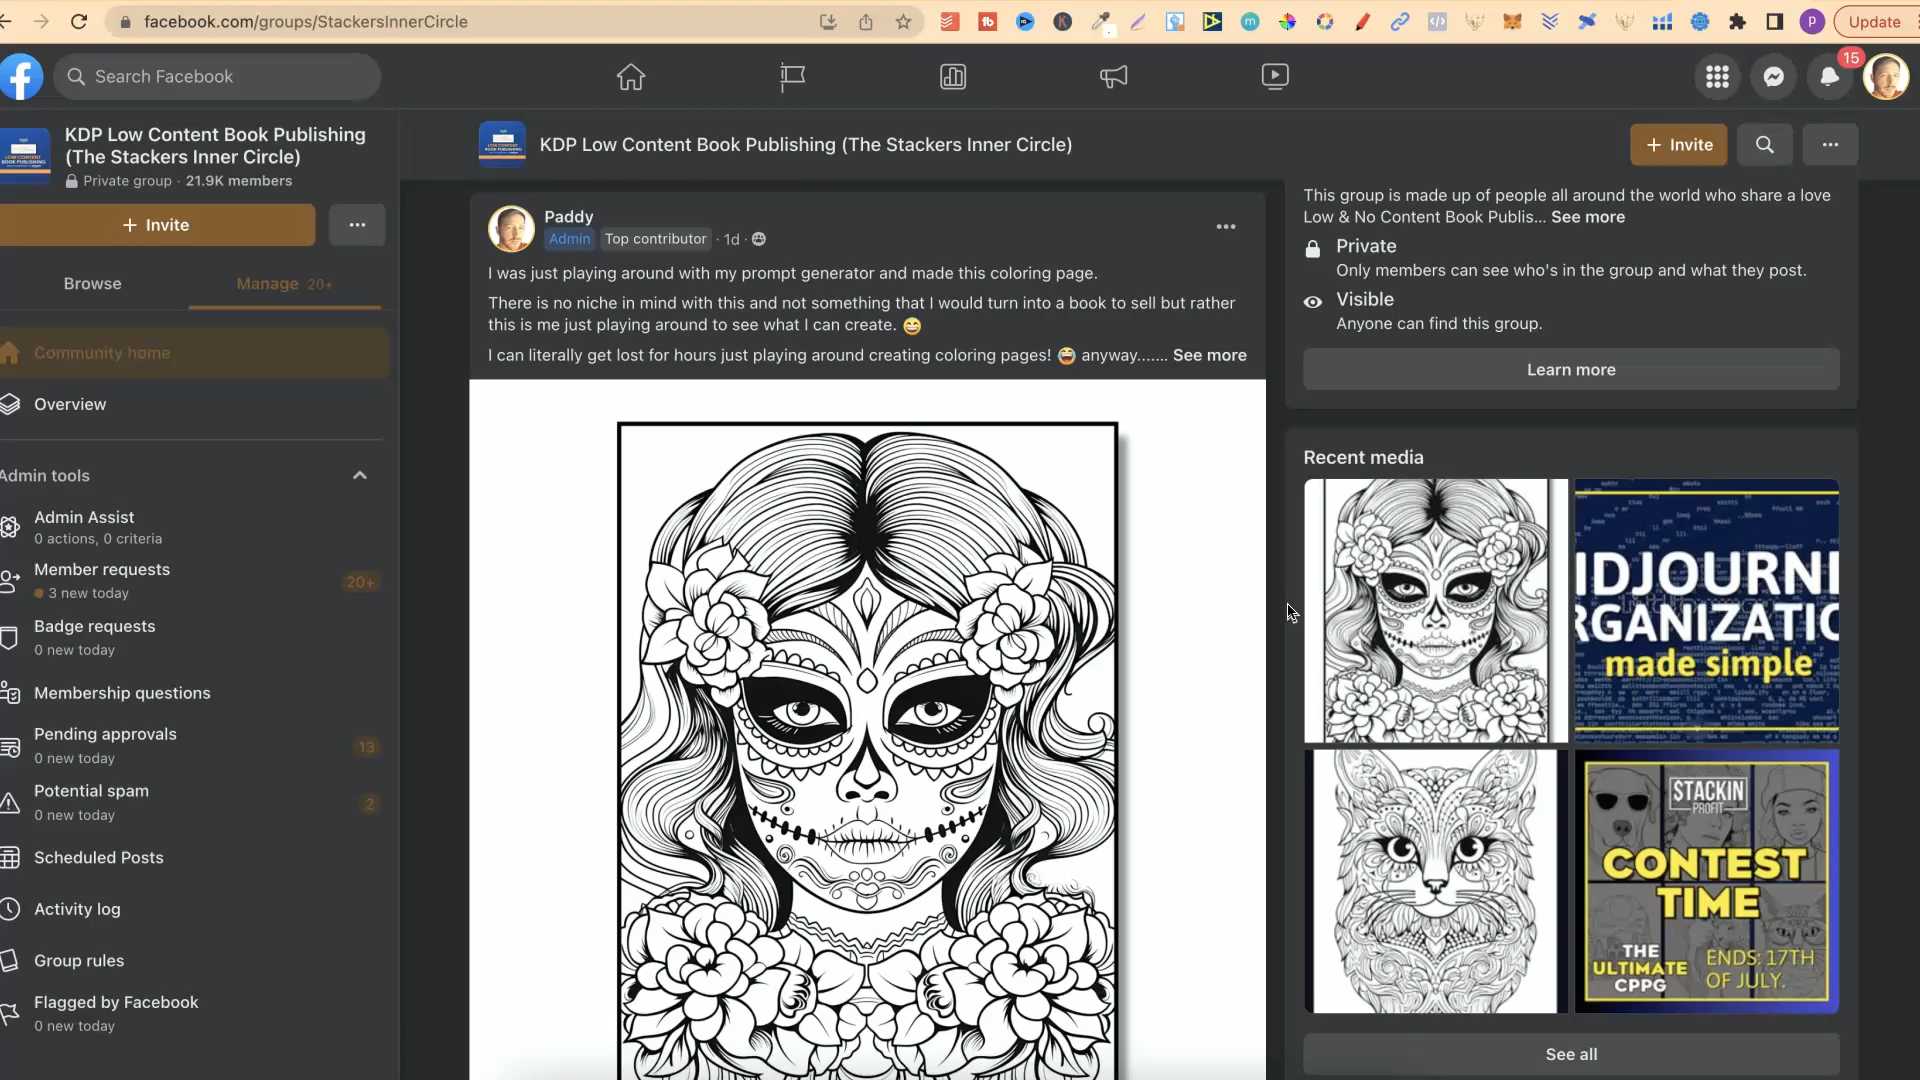 facebook.com/groups/StackersInnerCircle
Update
Search Facebook
15
KDP Low Content Book Publishing
(The Stackers Inner Circle)
Private group · 21.9K members
+ Invite
Browse
Manage 20+
Community home
Overview
Admin tools
Admin Assist
0 actions, 0 criteria
Member requests
3 new today
20+
Badge requests
0 new today
Membership questions
Pending approvals
0 new today
13
Potential spam
0 new today
2
Scheduled Posts
Activity log
Group rules
Flagged by Facebook
0 new today
KDP Low Content Book Publishing (The Stackers Inner Circle)
+ Invite
Paddy
Admin Top contributor · 1d ·
I was just playing around with my prompt generator and made this coloring page.
There is no niche in mind with this and not something that I would turn into a book to sell but rather
this is me just playing around to see what I can create. 😄
I can literally get lost for hours just playing around creating coloring pages! 😂 anyway....... See more
This group is made up of people all around the world who share a love
Low & No Content Book Publis... See more
Private
Only members can see who's in the group and what they post.
Visible
Anyone can find this group.
Learn more
Recent media
IDJOURNE
RGANIZATIO
made simple
$TACKIN
PROFIT
CONTEST
TIME
THE
ULTIMATE
CPPG
ENDS: 17TH
OF JULY.
See all